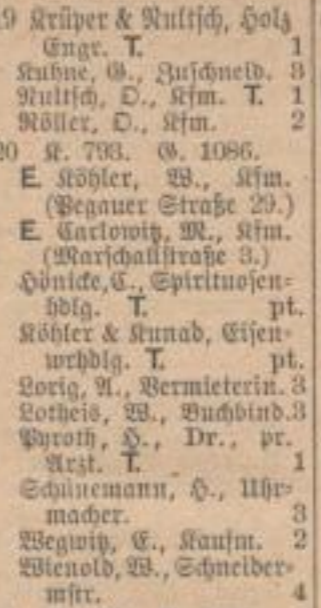 19 Krüper & Nultsch, Holz
Engr. T. 1
Kuhne, G., Zuschneid. 3
Nultsch, O., Kfm. T. 1
Röller, O., Kfm. 2
20 K. 793. G. 1086.
E Köhler, W., Kfm.
(Pegauer Straße 29.)
E Carlowitz, M., Kfm.
(Marschallstraße 3.)
Hönicke, C., Spirituosen=
hdlg. T. pt.
Köhler & Kunad, Eisen=
wrhdlg. T. pt.
Lorig, A., Vermieterin. 3
Lotheis, W., Buchbind. 3
Pyroth, H., Dr., pr.
Arzt. T. 1
Schünemann, H., Uhr=
macher. 3
Wegwitz, E., Kaufm. 2
Wienold, W., Schneider=
mstr. 4